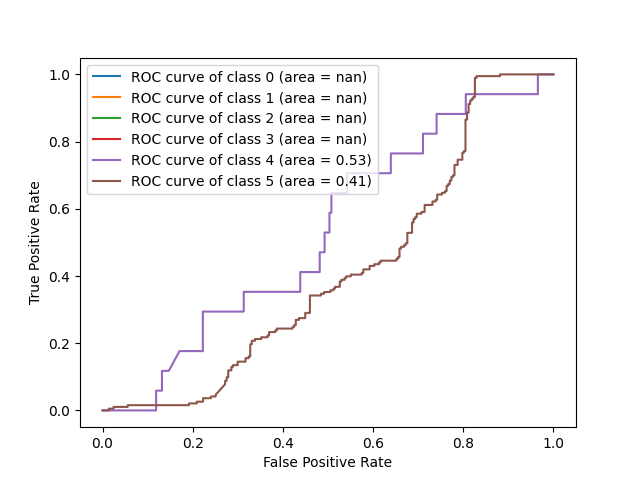 ROC curve of class 0 (area = nan)
ROC curve of class 1 (area = nan)
ROC curve of class 2 (area = nan)
ROC curve of class 3 (area = nan)
ROC curve of class 4 (area = 0.53)
ROC curve of class 5 (area = 0.41)
True Positive Rate
1.0
0.8
0.6
0.4
0.2
0.0
0.0 0.2 0.4 0.6 0.8 1.0
False Positive Rate